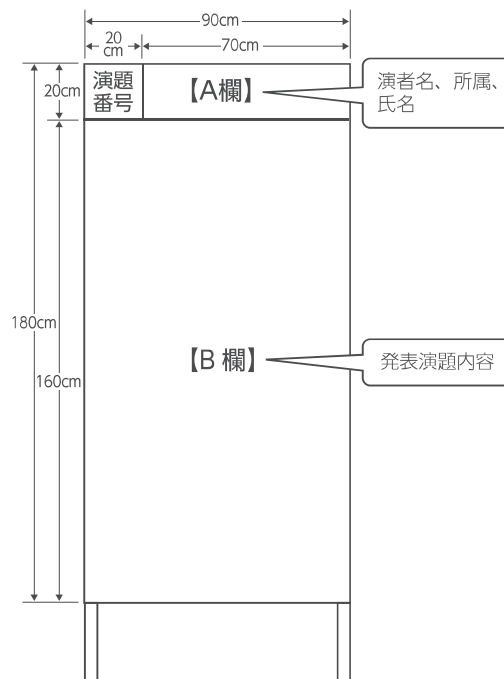 90cm
20
cm
70cm
20cm
演題
番号
【A欄】
演者名、所属、
氏名
180cm
160cm
【B 欄】
発表演題内容